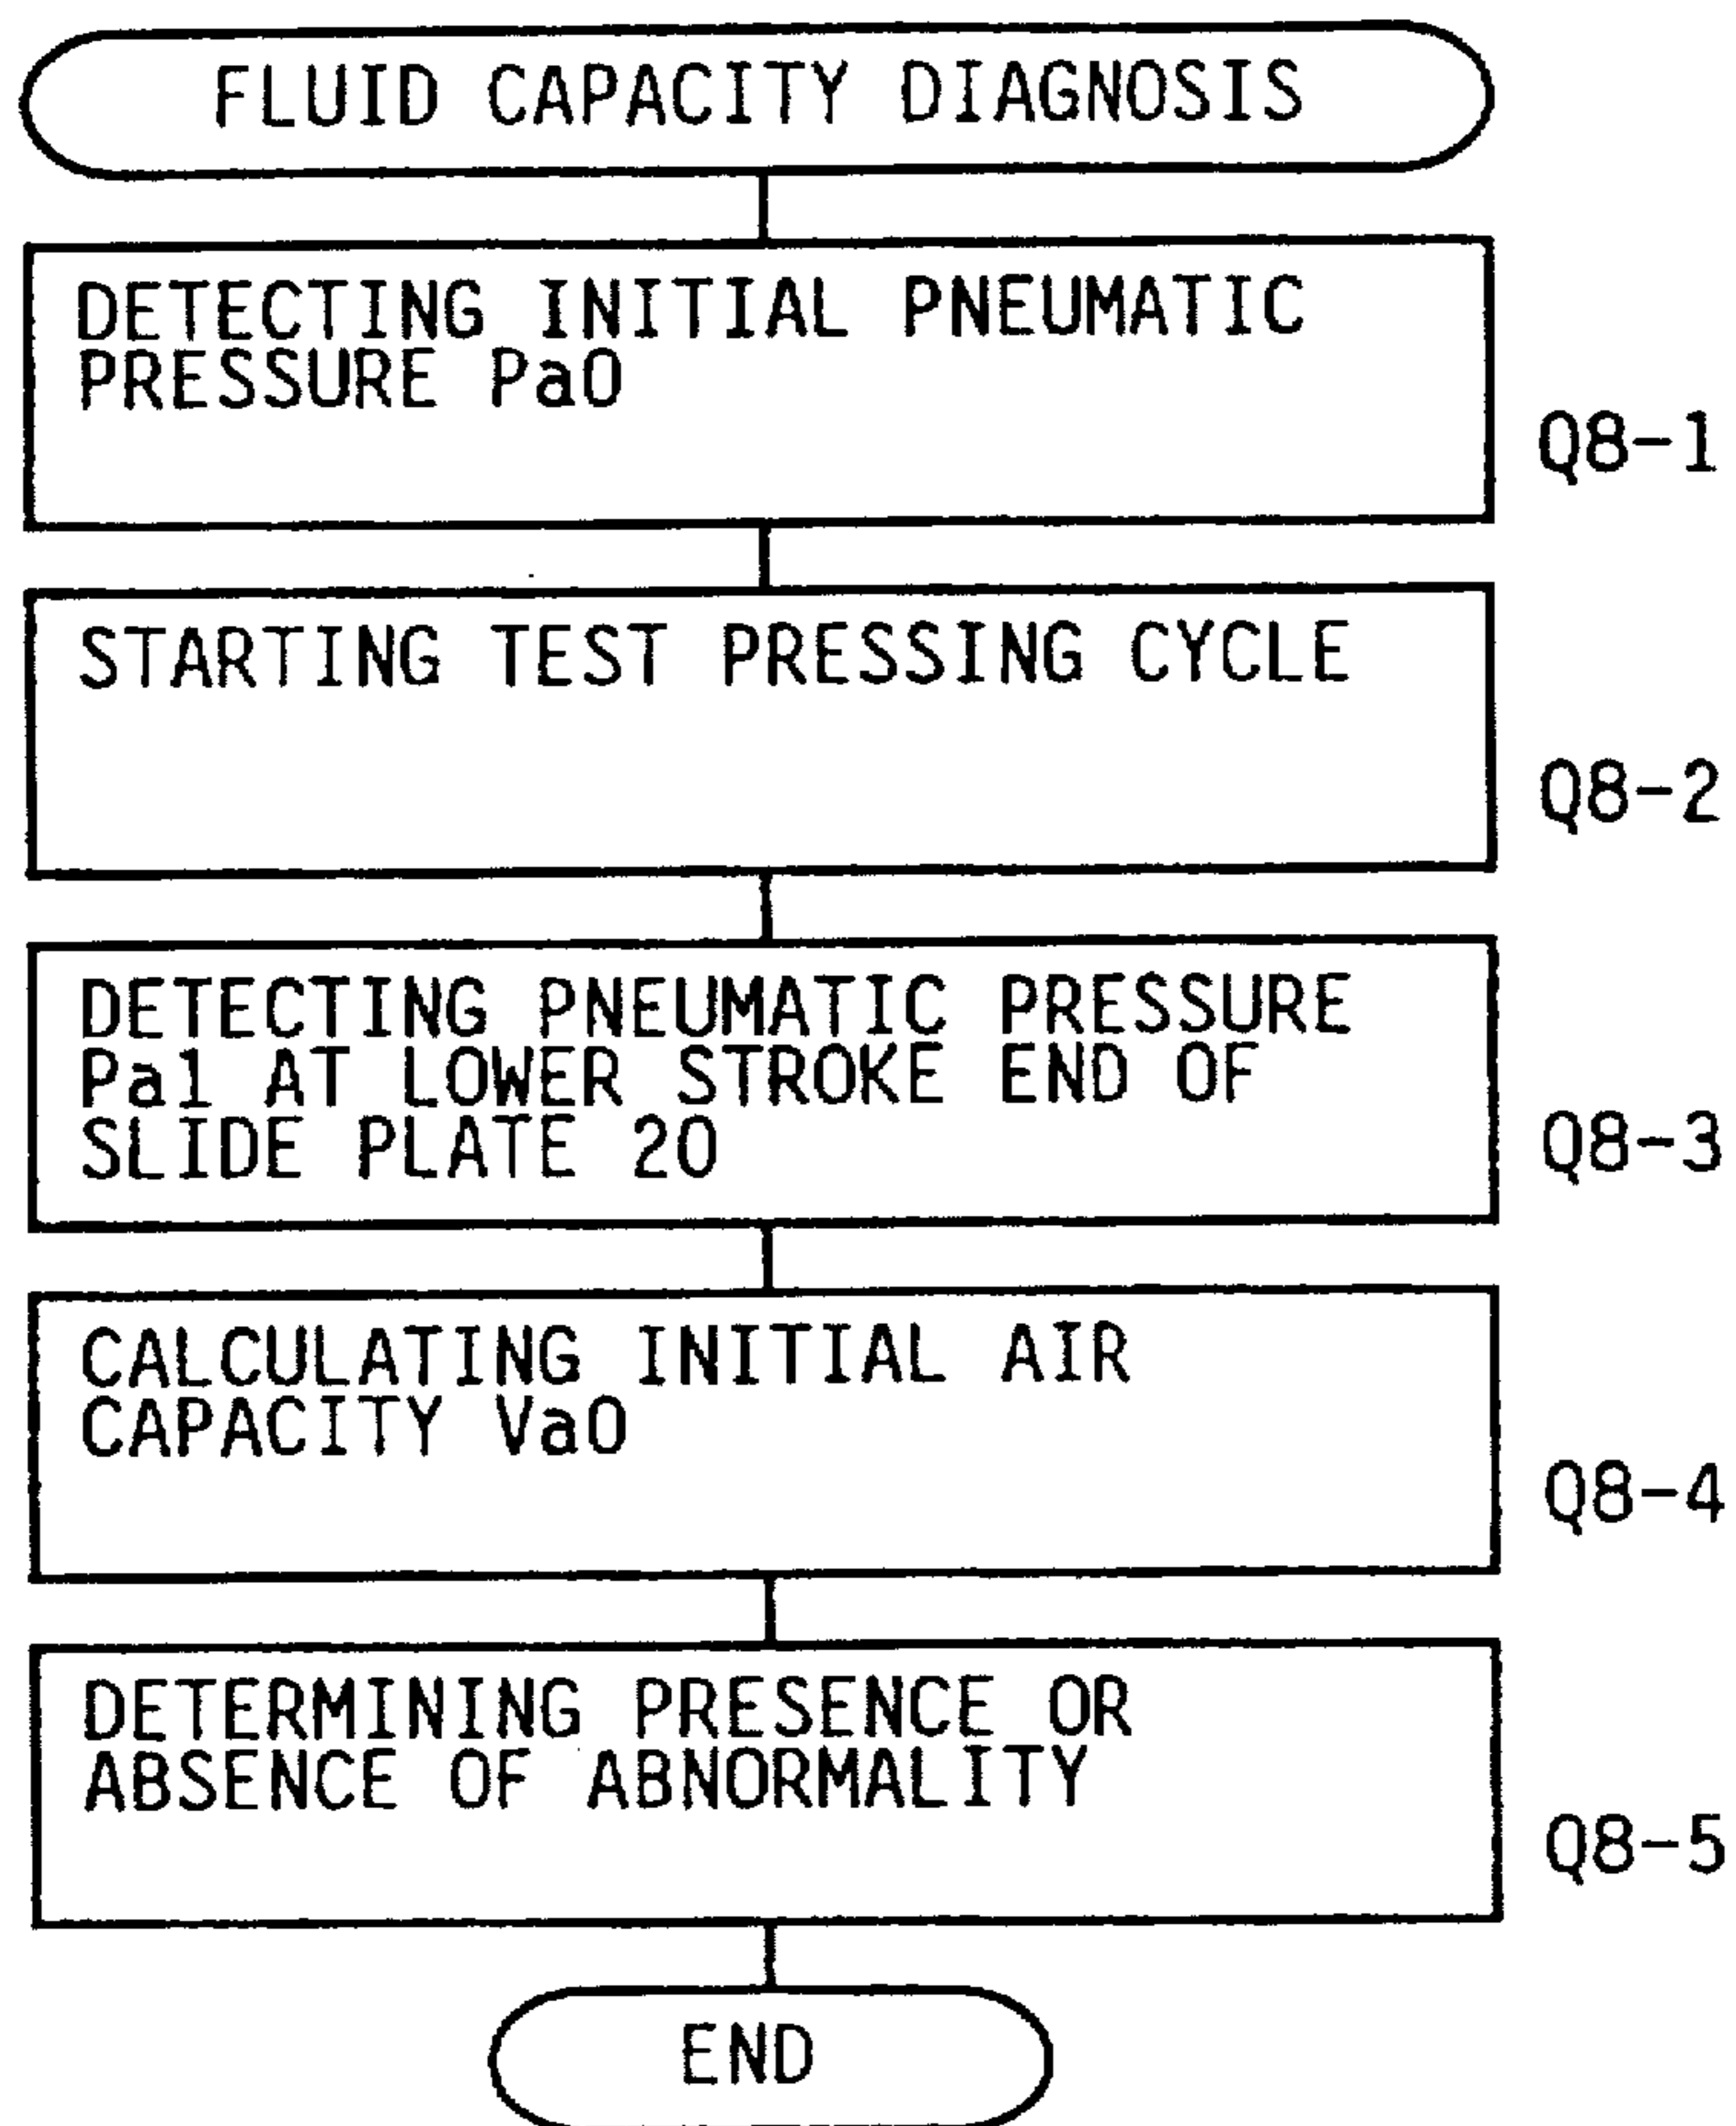 FLUID CAPACITY DIAGNOSIS
DETECTING INITIAL PNEUMATIC
PRESSURE Pa0
Q8-1
STARTING TEST PRESSING CYCLE
Q8-2
DETECTING PNEUMATIC PRESSURE
Pa1 AT LOWER STROKE END OF
SLIDE PLATE 20
Q8-3
CALCULATING INITIAL AIR
CAPACITY Va0
Q8-4
DETERMINING PRESENCE OR
ABSENCE OF ABNORMALITY
Q8-5
END